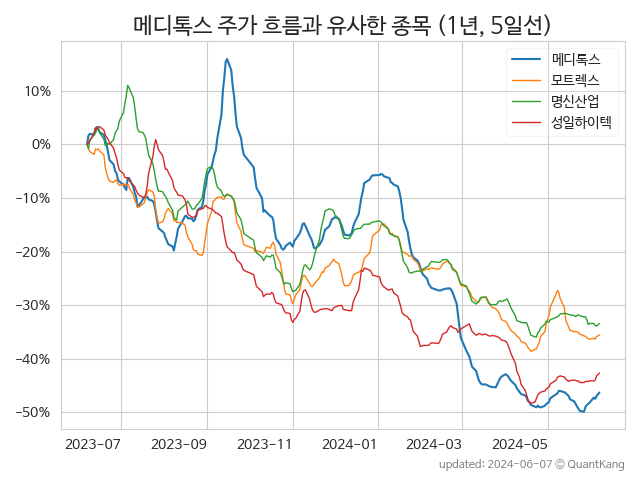 메디톡스 주가 흐름과 유사한 종목 (1년, 5일선)
메디톡스
모트렉스
명신산업
성일하이텍
10%
0%
−10%
−20%
−30%
−40%
−50%
2023-07 2023-09 2023-11 2024-01 2024-03 2024-05
updated: 2024-06-07 © QuantKang